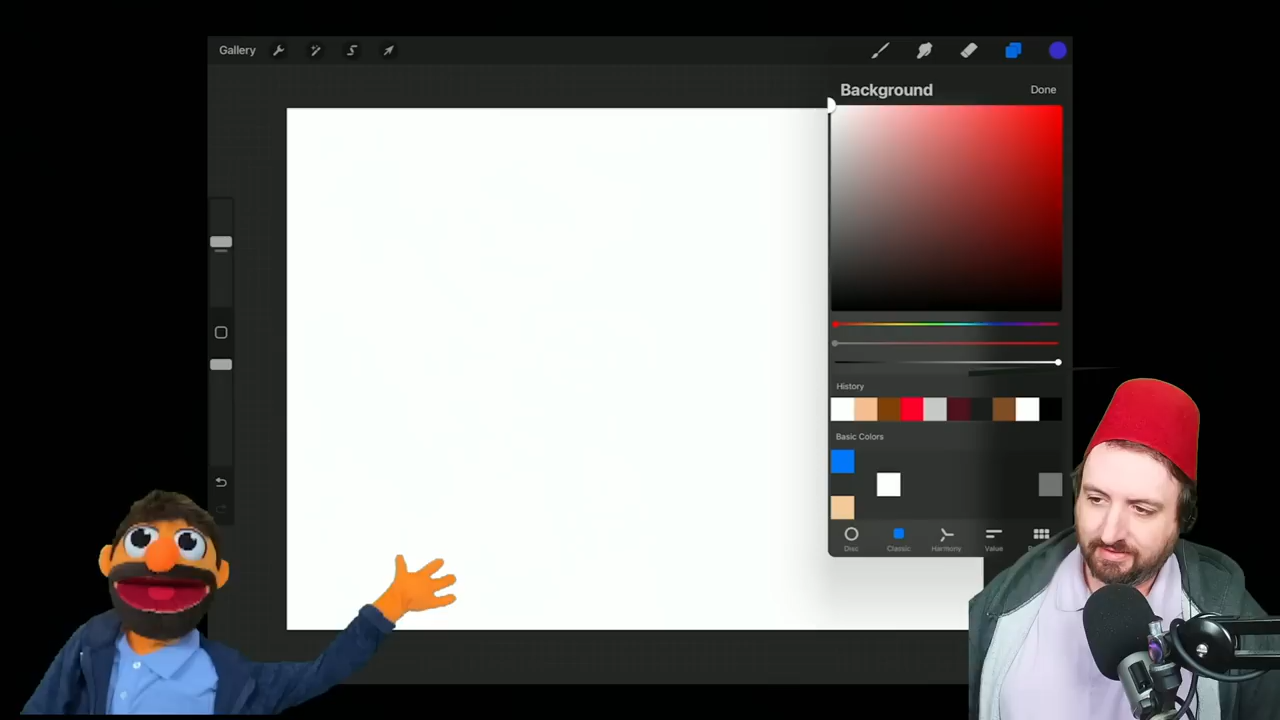 Gallery
Background Done
History
Basic Colors
Disc Classic Harmony Value